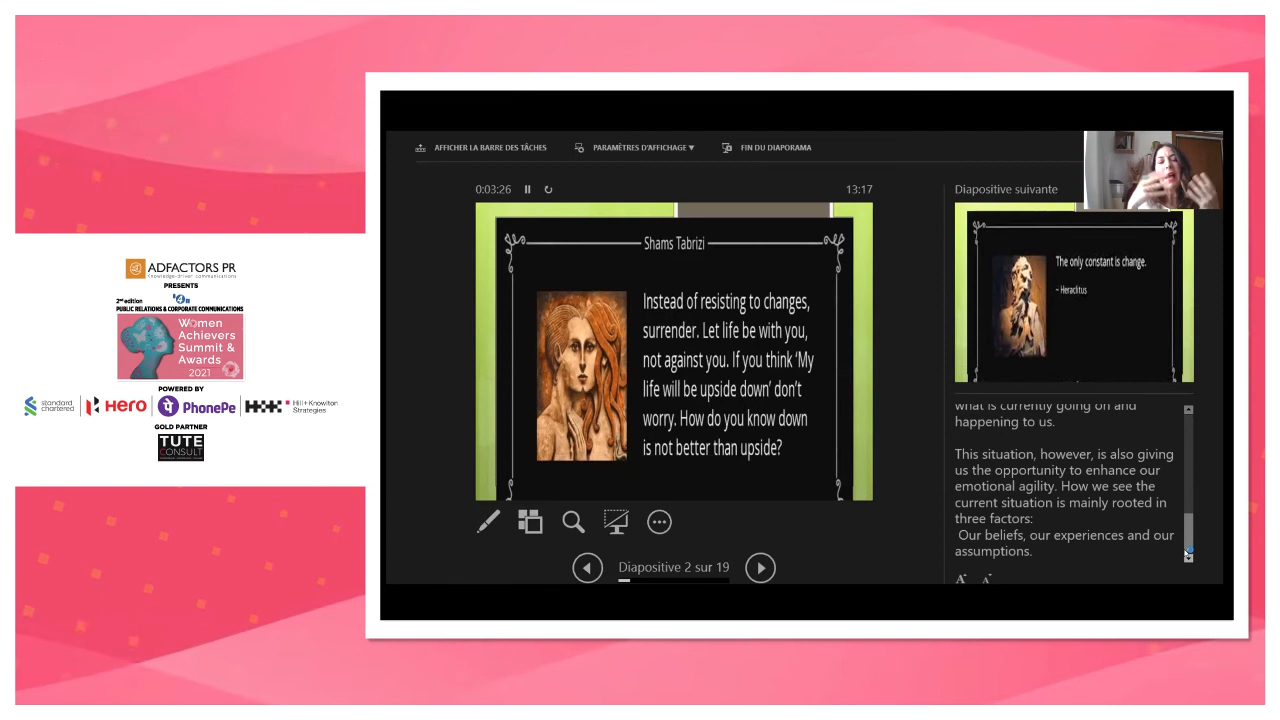 ADFACTORS PR
Knowledge-driven communications
PRESENTS
2nd edition
PUBLIC RELATIONS & CORPORATE COMMUNICATIONS
Women
Achievers
Summit &
Awards
2021
POWERED BY
standard
chartered
Hero
PhonePe
H+K
Hill+Knowlton
Strategies
GOLD PARTNER
TUTE
CONSULT
AFFICHER LA BARRE DES TÂCHES
PARAMÈTRES D'AFFICHAGE ▼
FIN DU DIAPORAMA
0:03:26
13:17
Shams Tabrizi
Instead of resisting to changes,
surrender. Let life be with you,
not against you. If you think ‘My
life will be upside down’ don’t
worry. How do you know down
is not better than upside?
Diapositive 2 sur 19
Diapositive suivante
The only constant is change.
~ Heraclitus
what is currently going on and
happening to us.
This situation, however, is also giving
us the opportunity to enhance our
emotional agility. How we see the
current situation is mainly rooted in
three factors:
Our beliefs, our experiences and our
assumptions.
A A